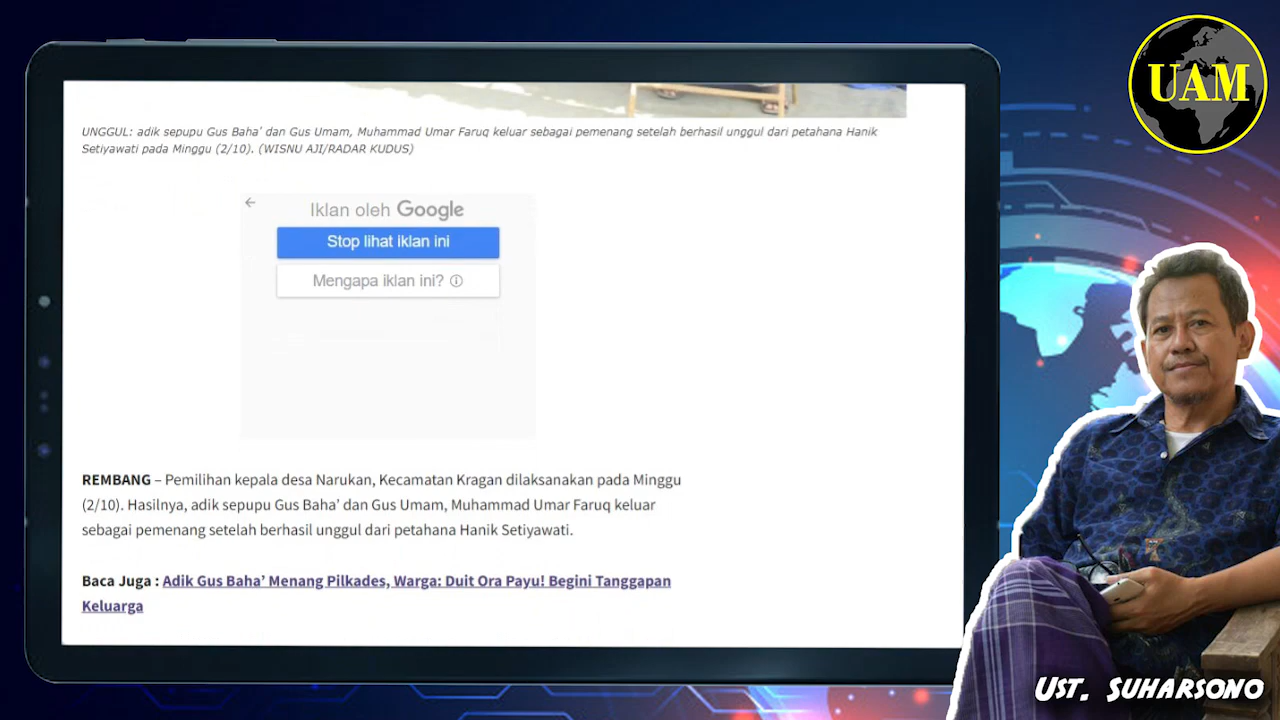 UAM
UNGGUL: adik sepupu Gus Baha' dan Gus Umam, Muhammad Umar Faruq keluar sebagai pemenang setelah berhasil unggul dari petahana Hanik
Setiyawati pada Minggu (2/10). (WISNU AJI/RADAR KUDUS)
Iklan oleh Google
Stop lihat iklan ini
Mengapa iklan ini?
REMBANG – Pemilihan kepala desa Narukan, Kecamatan Kragan dilaksanakan pada Minggu
(2/10). Hasilnya, adik sepupu Gus Baha' dan Gus Umam, Muhammad Umar Faruq keluar
sebagai pemenang setelah berhasil unggul dari petahana Hanik Setiyawati.
Baca Juga : Adik Gus Baha' Menang Pilkades, Warga: Duit Ora Payu! Begini Tanggapan
Keluarga
Ust. Suharsono